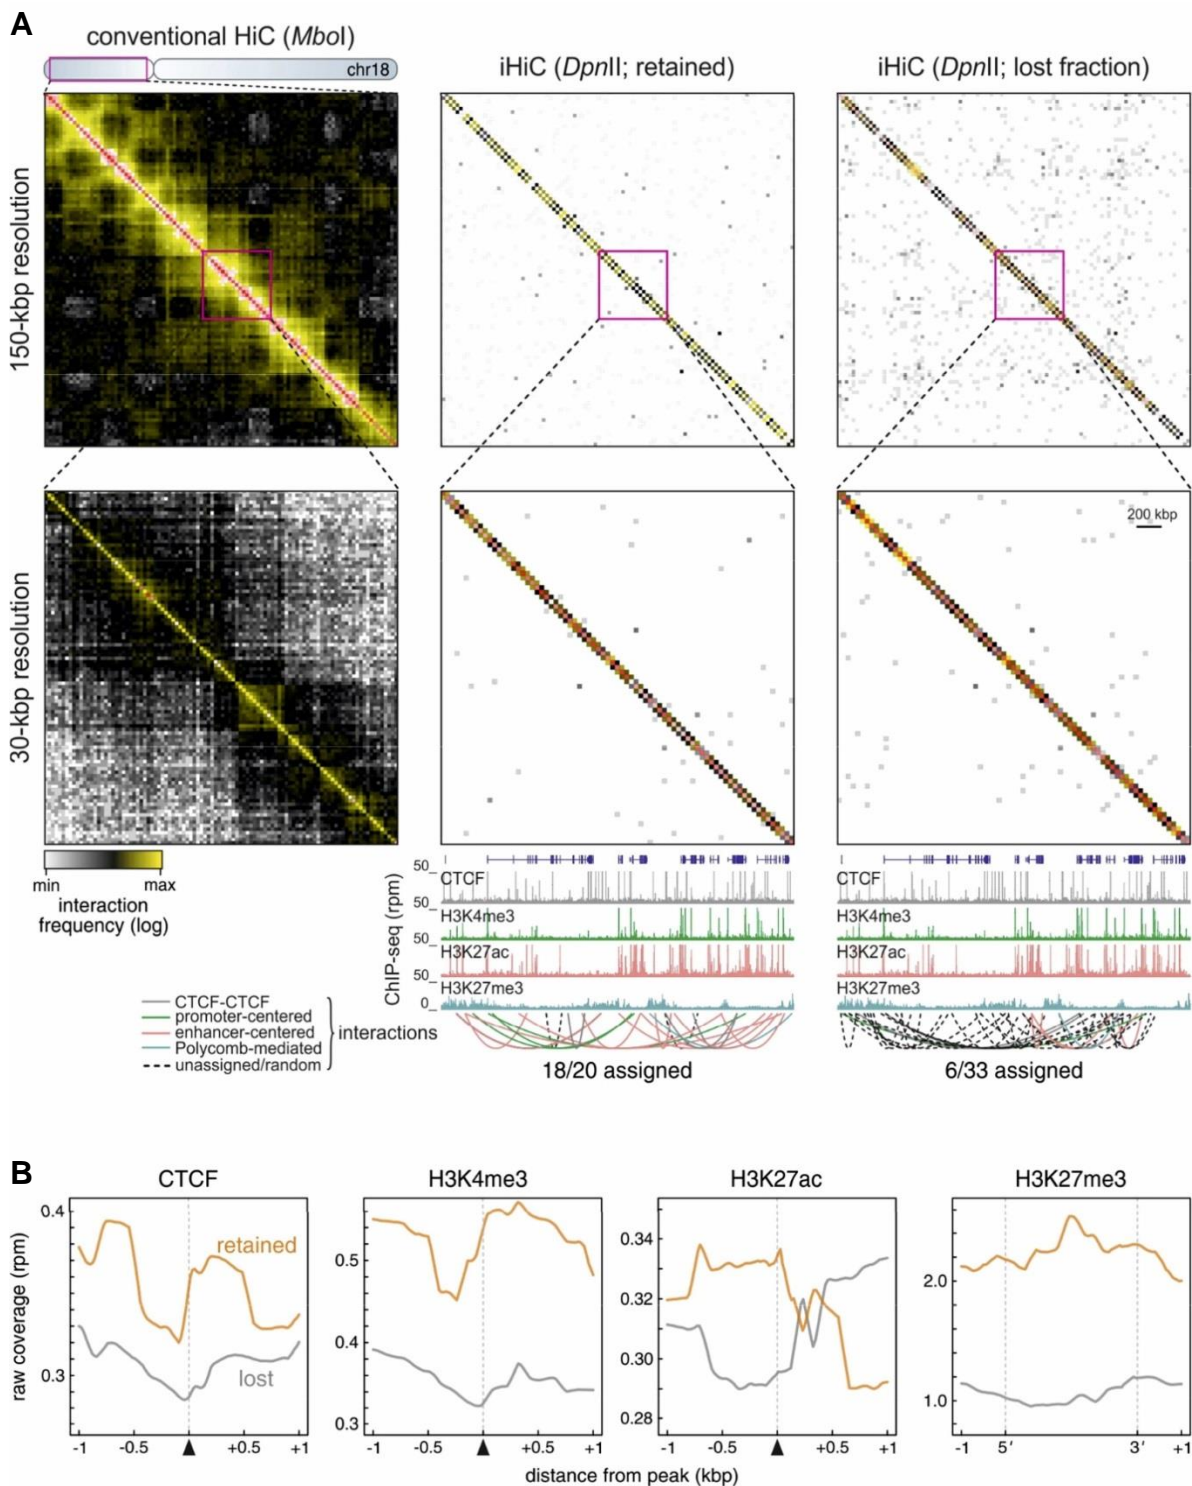 A
conventional HiC (MboI)
chr18
iHiC (DpnII; retained)
iHiC (DpnII; lost fraction)
150-kbp resolution
30-kbp resolution
200 kbp
min
max
interaction
frequency (log)
ChIP-seq (rpm)
50
CTCF
50
H3K4me3
50
H3K27ac
50
H3K27me3
0
CTCF
H3K4me3
H3K27ac
H3K27me3
CTCF-CTCF
promoter-centered
enhancer-centered
Polycomb-mediated
unassigned/random
interactions
18/20 assigned
6/33 assigned
B
CTCF
H3K4me3
H3K27ac
H3K27me3
raw coverage (rpm)
0.4
0.3
retained
lost
-1 -0.5 +0.5 +1
0.5
0.4
0.3
-1 -0.5 +0.5 +1
0.34
0.32
0.30
0.28
-1 -0.5 +0.5 +1
2.0
1.0
-1 5′ 3′ +1
distance from peak (kbp)